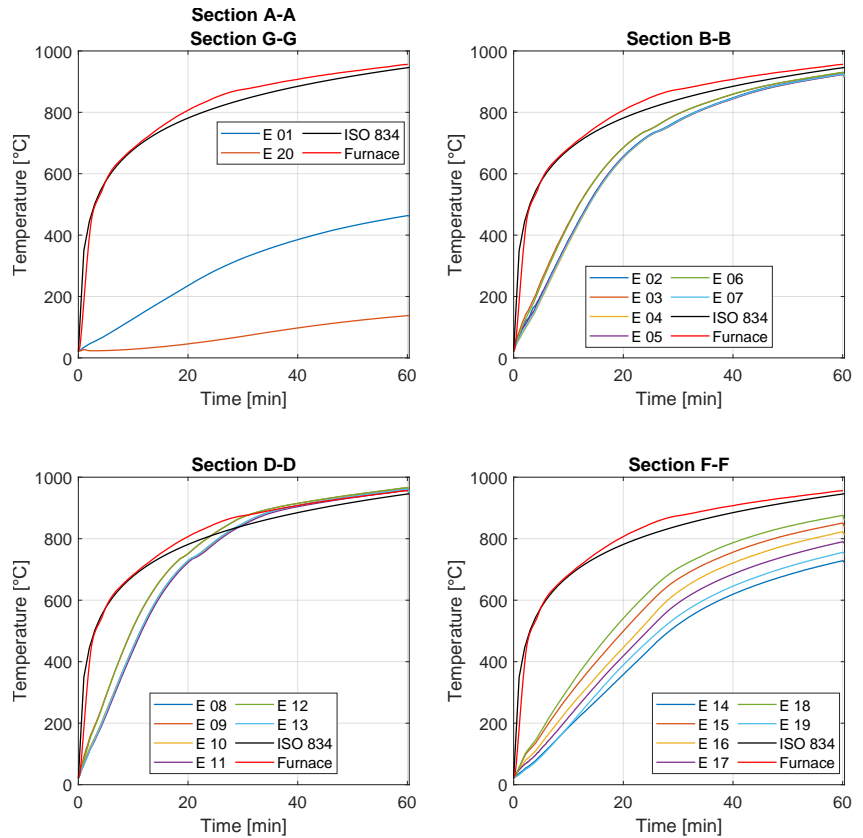 Section A-A
Section G-G
Temperature [°C]
1000
800
600
400
200
0
E 01
E 20
ISO 834
Furnace
0 20 40 60
Time [min]
Section B-B
Temperature [°C]
1000
800
600
400
200
0
E 02
E 03
E 04
E 05
E 06
E 07
ISO 834
Furnace
0 20 40 60
Time [min]
Section D-D
Temperature [°C]
1000
800
600
400
200
0
E 08
E 09
E 10
E 11
E 12
E 13
ISO 834
Furnace
0 20 40 60
Time [min]
Section F-F
Temperature [°C]
1000
800
600
400
200
0
E 14
E 15
E 16
E 17
E 18
E 19
ISO 834
Furnace
0 20 40 60
Time [min]